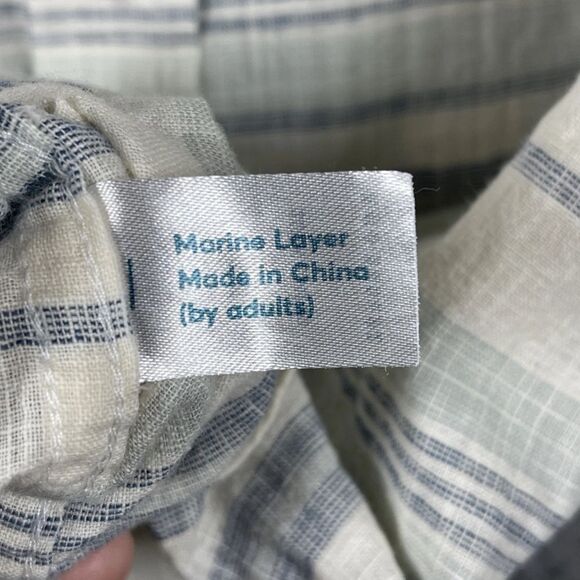 Marine Layer
Made in China
(by adults)